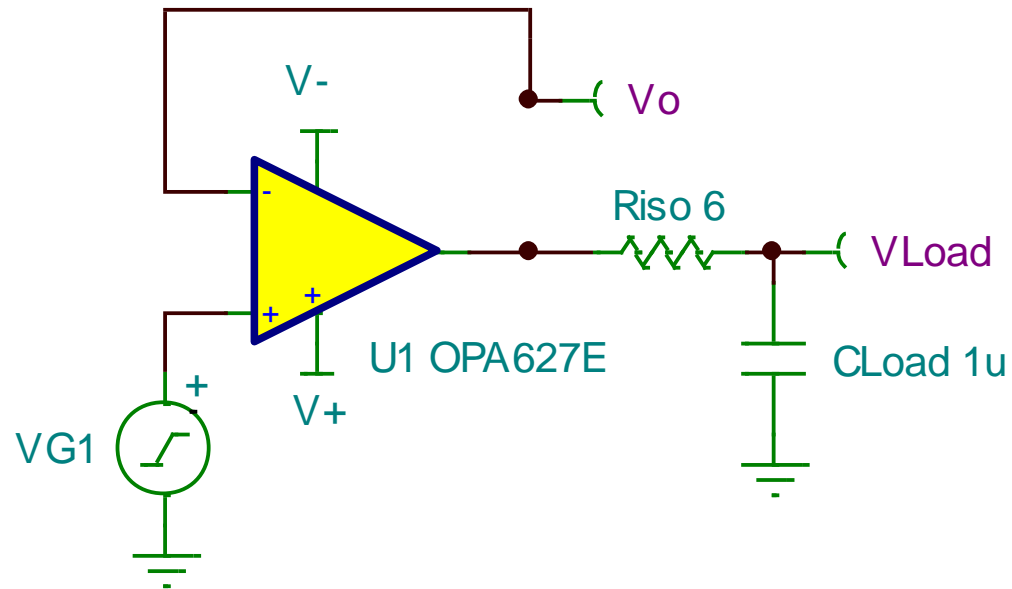 V-
Vo
-
Riso 6
VLoad
+
+
U1 OPA627E
CLoad 1u
+
V+
VG1